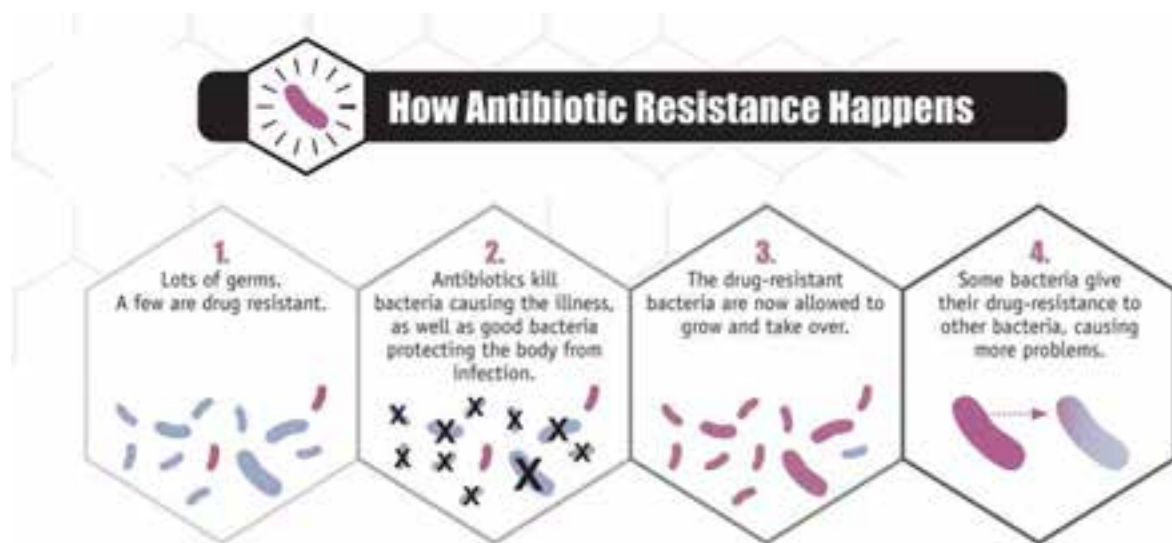 How Antibiotic Resistance Happens
1.
Lots of germs.
A few are drug resistant.
2.
Antibiotics kill
bacteria causing the illness,
as well as good bacteria
protecting the body from
infection.
X X X X X X X X X X
3.
The drug-resistant
bacteria are now allowed to
grow and take over.
4.
Some bacteria give
their drug-resistance to
other bacteria, causing
more problems.